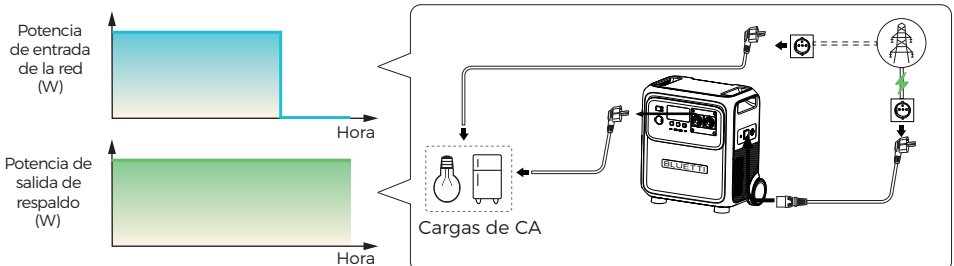 Potencia
de entrada
de la red
(W)
Hora
Potencia de
salida de
respaldo
(W)
Hora
BLUETTI
Cargas de CA